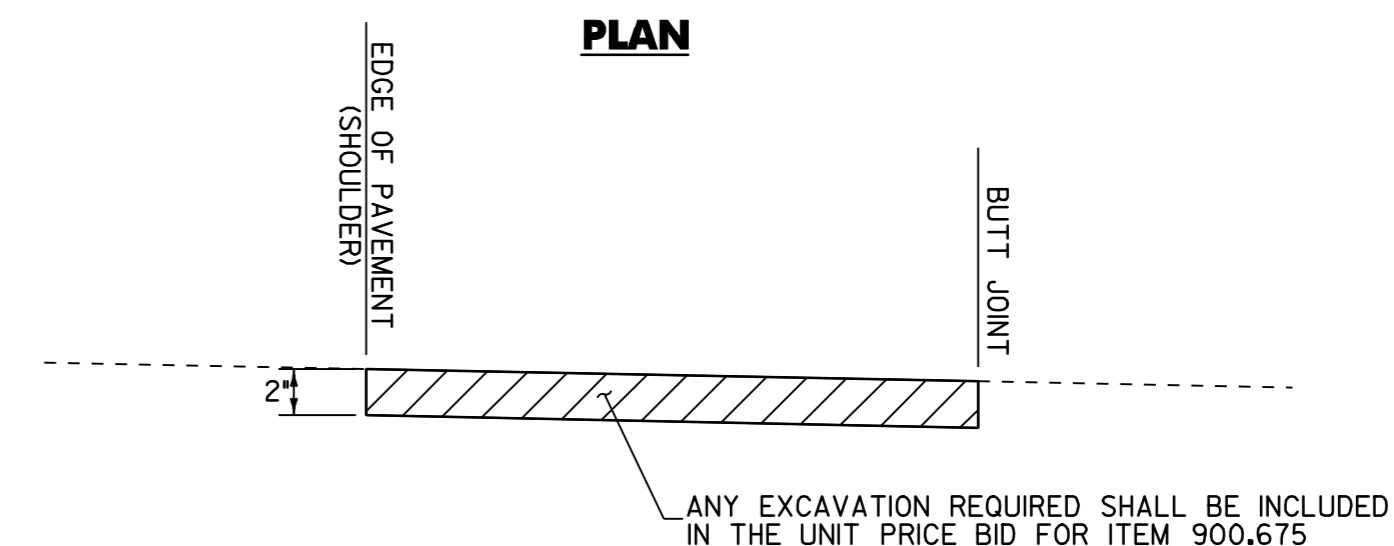 PLAN
EDGE OF PAVEMENT
(SHOULDER)
BUTT JOINT
2"
ANY EXCAVATION REQUIRED SHALL BE INCLUDED
IN THE UNIT PRICE BID FOR ITEM 900.675